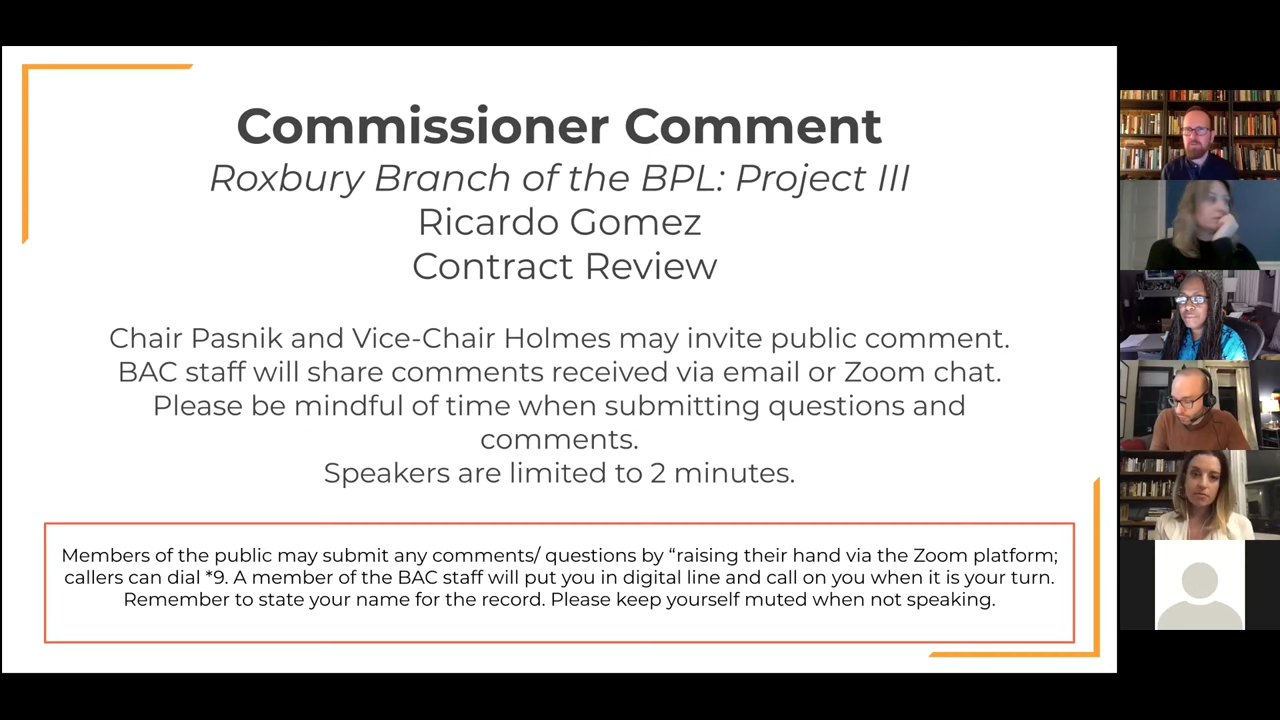 Commissioner Comment
Roxbury Branch of the BPL: Project III
Ricardo Gomez
Contract Review
Chair Pasnik and Vice-Chair Holmes may invite public comment.
BAC staff will share comments received via email or Zoom chat.
Please be mindful of time when submitting questions and
comments.
Speakers are limited to 2 minutes.
Members of the public may submit any comments/ questions by “raising their hand via the Zoom platform;
callers can dial *9. A member of the BAC staff will put you in digital line and call on you when it is your turn.
Remember to state your name for the record. Please keep yourself muted when not speaking.